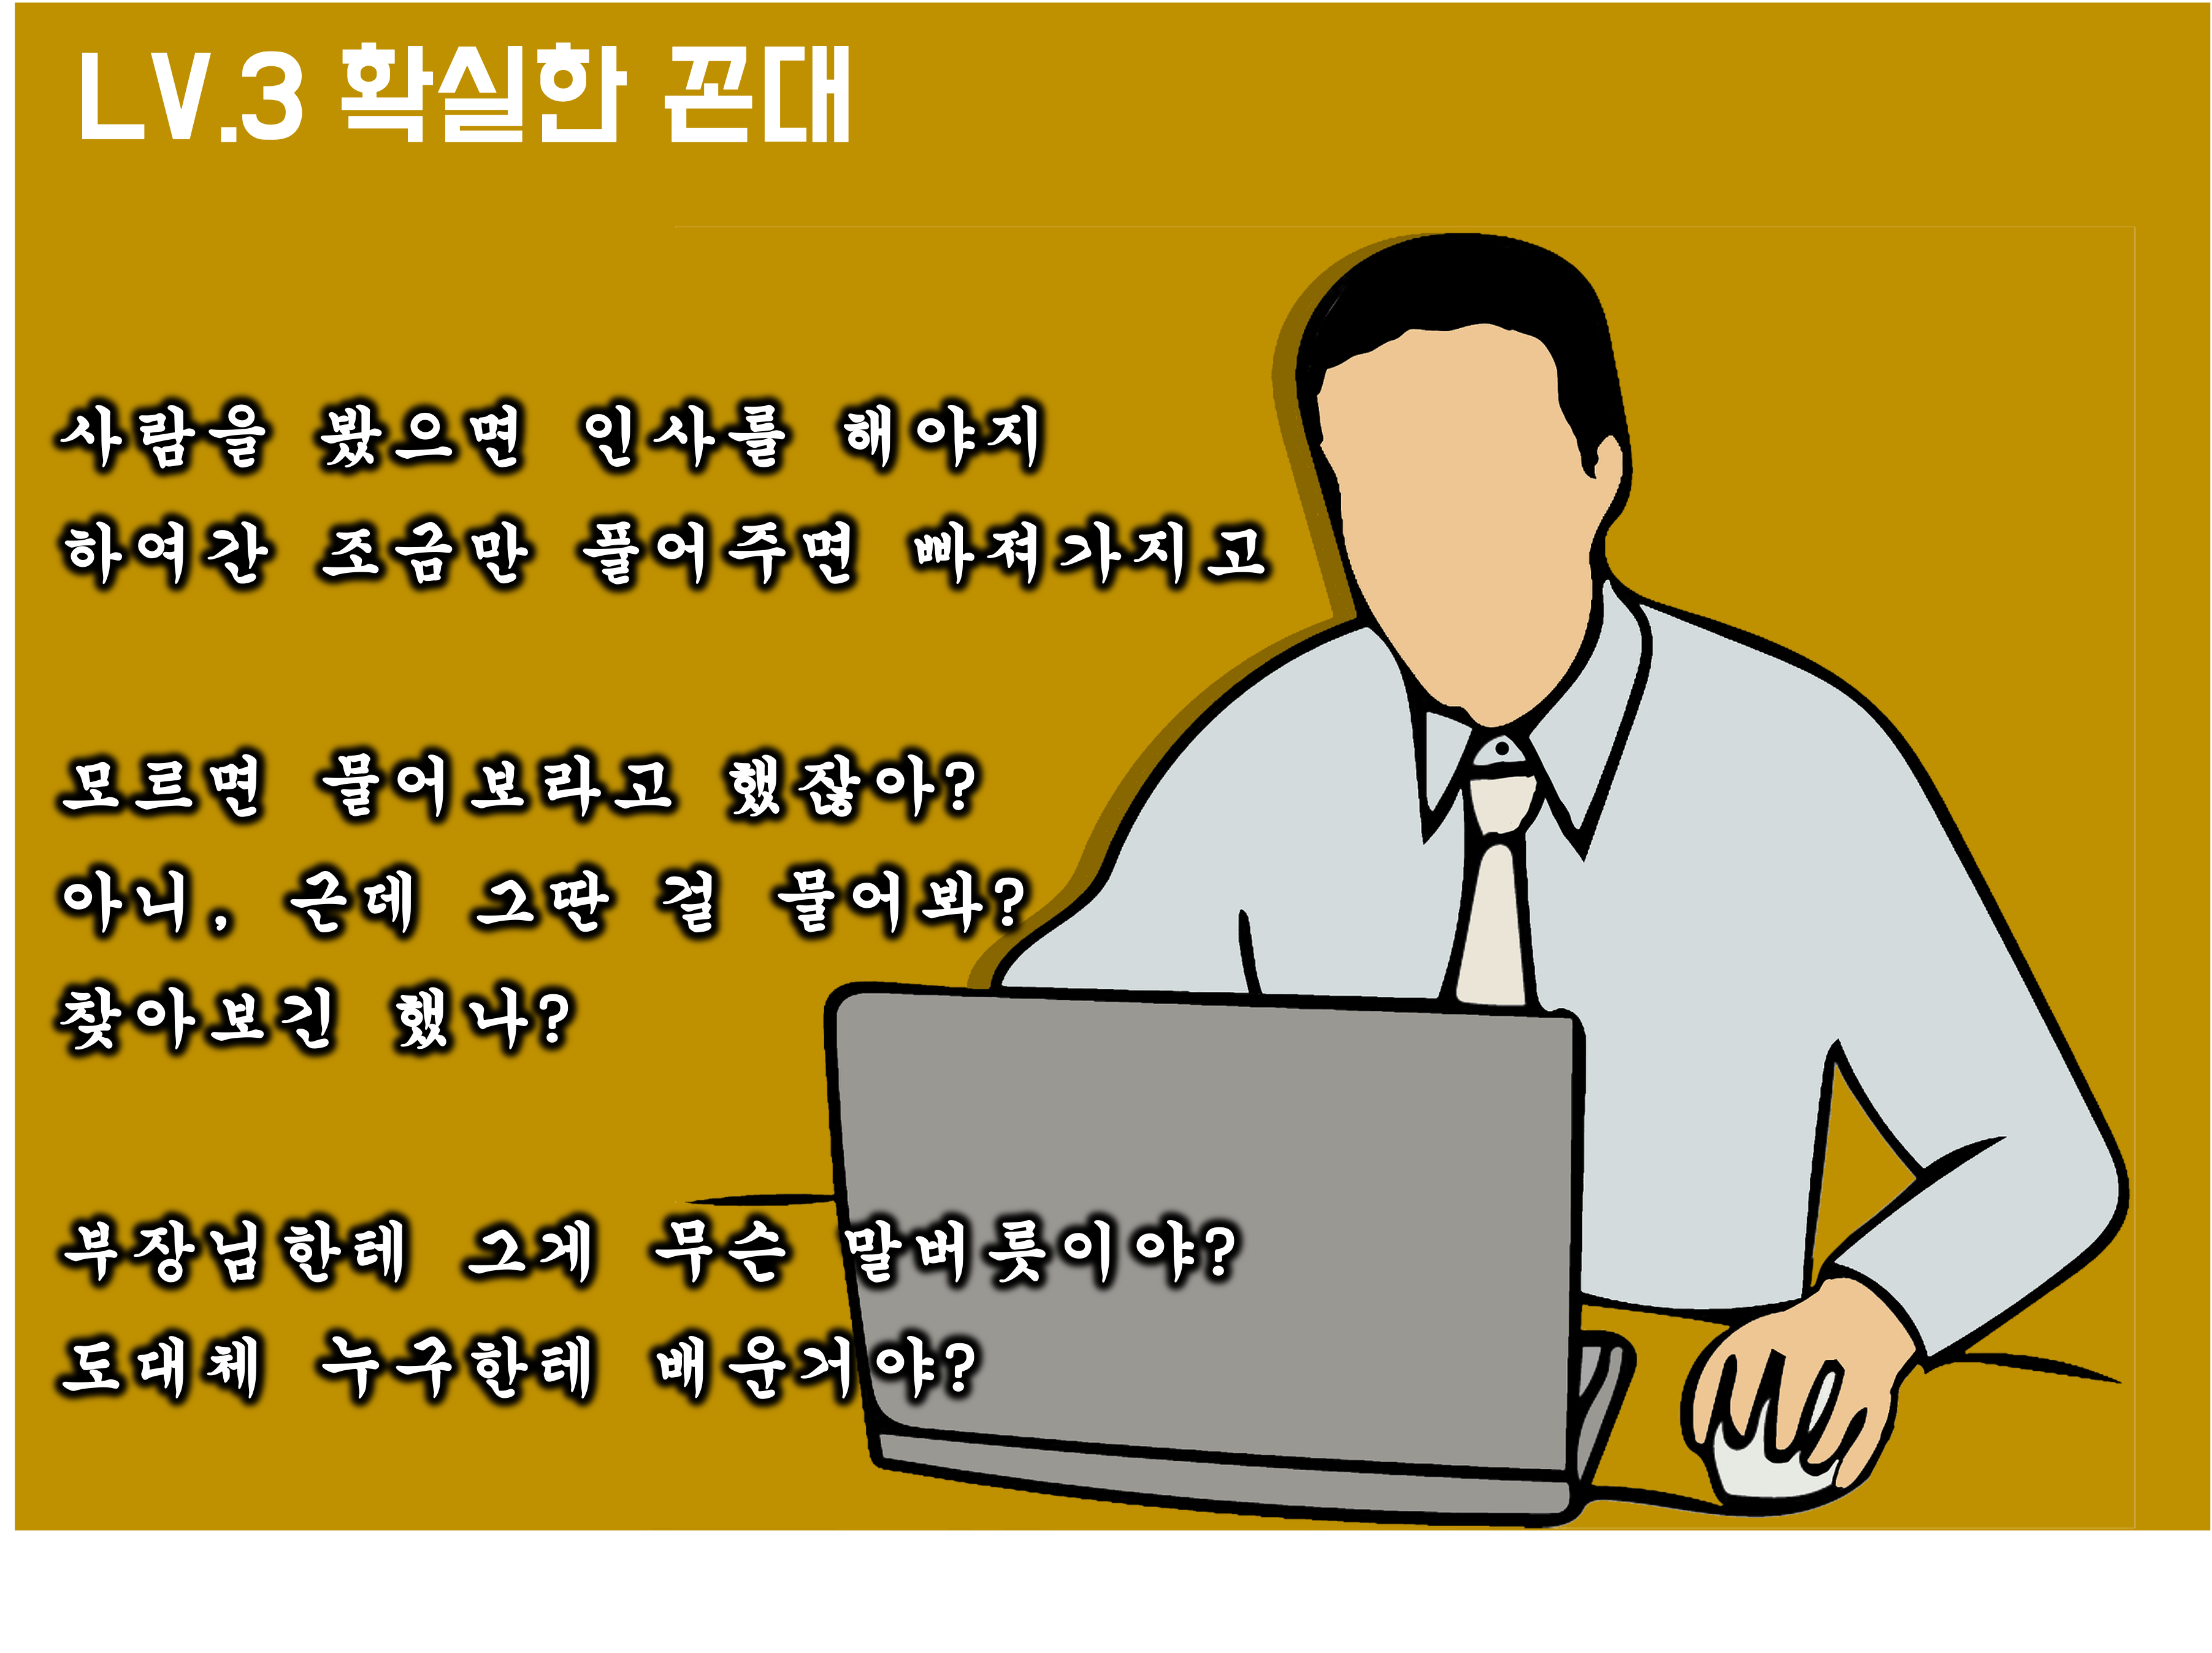 LV.3 확실한 꼰대
사람을 봤으면 인사를 해야지
하여간 조금만 풀어주면 빠져가지고
모르면 물어보라고 했잖아?
아니, 근데 그딴 걸 물어봐?
찾아보긴 했나?
부장님한테 그게 무슨 말버릇이야?
도대체 누구한테 배운거야?